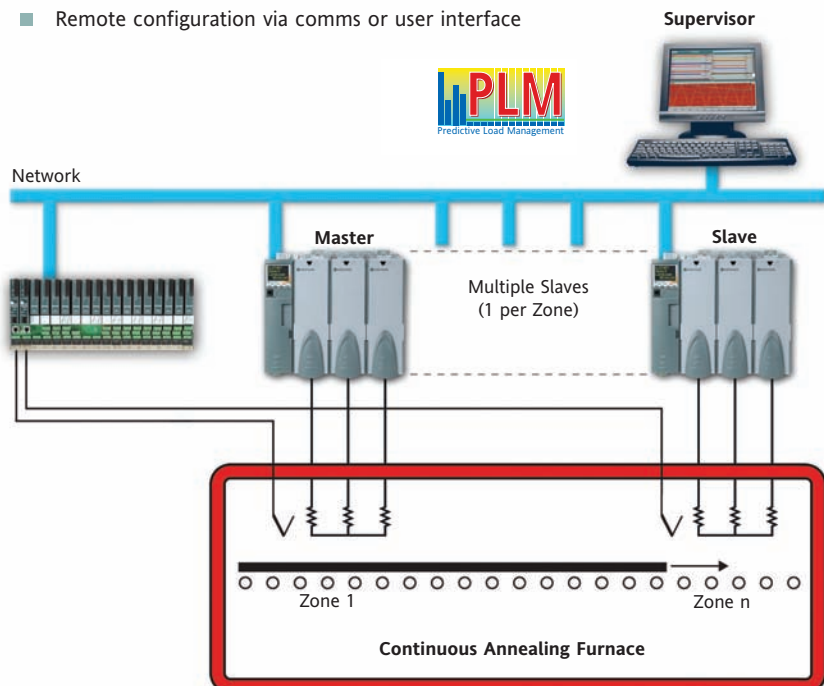 Remote configuration via comms or user interface
Supervisor
PLM
Predictive Load Management
Network
Master
Slave
Multiple Slaves
(1 per Zone)
Zone 1
Zone n
Continuous Annealing Furnace